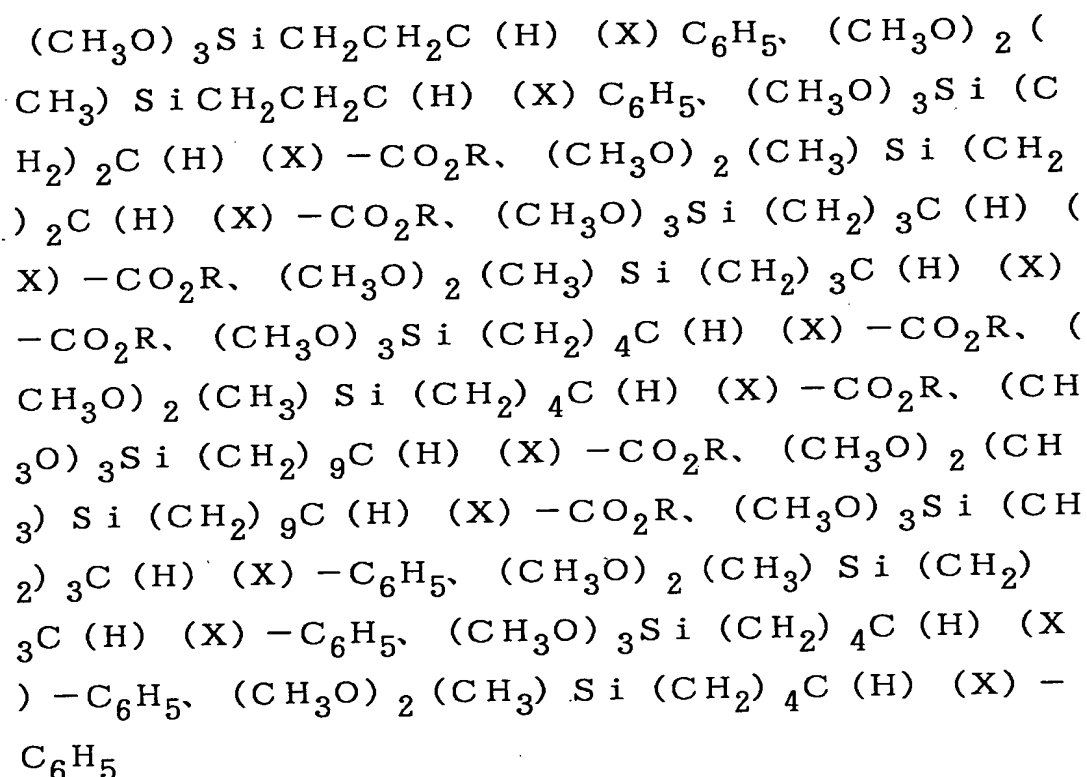 (CH₃O)₃SiCH₂CH₂C(H)(X)C₆H₅、(CH₃O)₂(
CH₃)SiCH₂CH₂C(H)(X)C₆H₅、(CH₃O)₃Si(C
H₂)₂C(H)(X)−CO₂R、(CH₃O)₂(CH₃)Si(CH₂
)₂C(H)(X)−CO₂R、(CH₃O)₃Si(CH₂)₃C(H)(
X)−CO₂R、(CH₃O)₂(CH₃)Si(CH₂)₃C(H)(X)
−CO₂R、(CH₃O)₃Si(CH₂)₄C(H)(X)−CO₂R、(
CH₃O)₂(CH₃)Si(CH₂)₄C(H)(X)−CO₂R、(CH
₃O)₃Si(CH₂)₉C(H)(X)−CO₂R、(CH₃O)₂(CH
₃)Si(CH₂)₉C(H)(X)−CO₂R、(CH₃O)₃Si(CH
₂)₃C(H)(X)−C₆H₅、(CH₃O)₂(CH₃)Si(CH₂)
₃C(H)(X)−C₆H₅、(CH₃O)₃Si(CH₂)₄C(H)(X
)−C₆H₅、(CH₃O)₂(CH₃)Si(CH₂)₄C(H)(X)−
C₆H₅